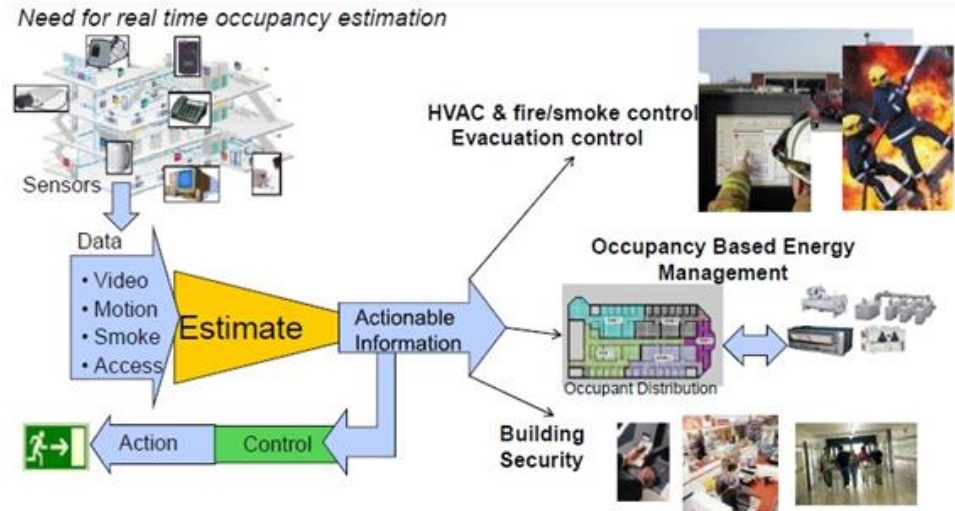 Need for real time occupancy estimation
Sensors
Data
• Video
• Motion
• Smoke
• Access
Estimate
Actionable
Information
Control
Action
HVAC & fire/smoke control
Evacuation control
Occupancy Based Energy
Management
Occupant Distribution
Building
Security